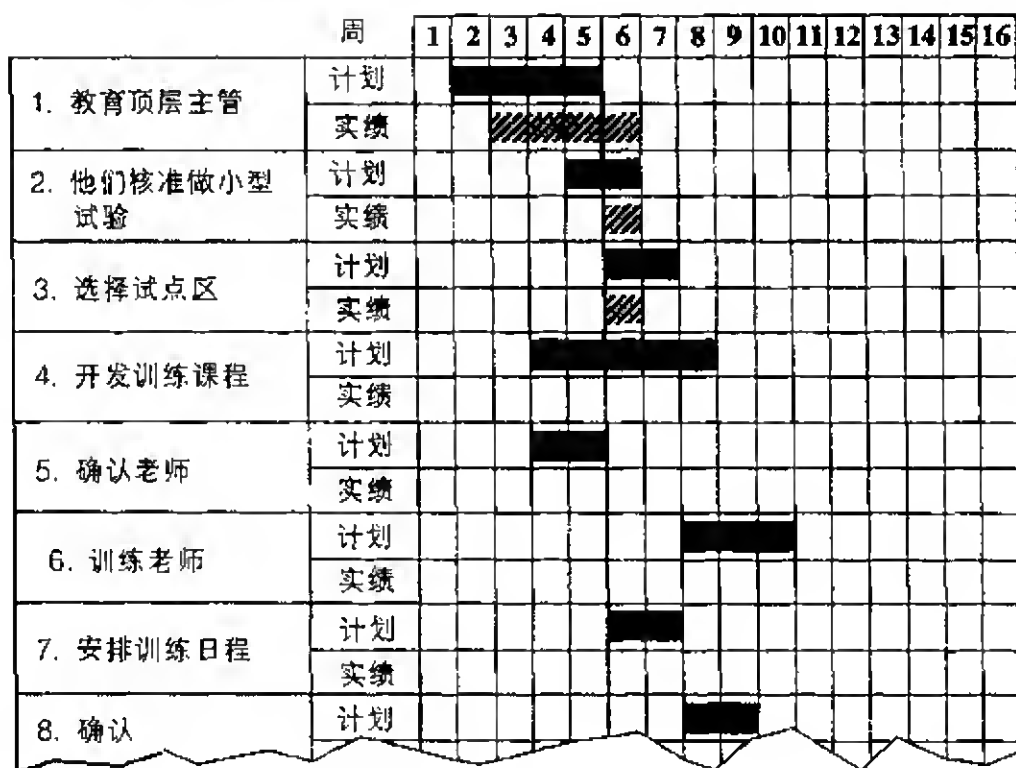 周 1 2 3 4 5 6 7 8 9 10 11 12 13 14 15 16
1. 教育顶层主管 计划
实绩
2. 他们核准做小型 计划
试验 实绩
3. 选择试点区 计划
实绩
4. 开发训练课程 计划
实绩
5. 确认老师 计划
实绩
6. 训练老师 计划
实绩
7. 安排训练日程 计划
实绩
8. 确认 计划